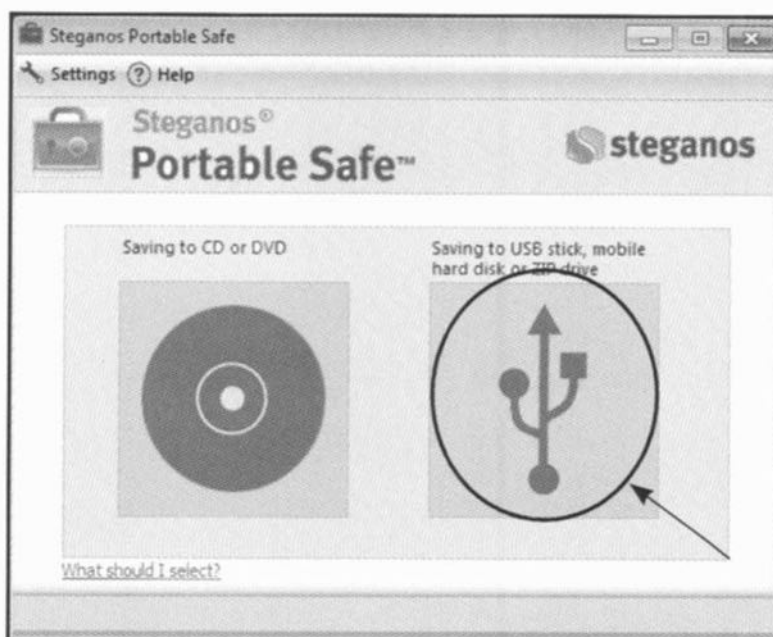 Steganos Portable Safe
Settings Help
Steganos®
Portable Safe™
steganos
Saving to CD or DVD
Saving to USB stick, mobile
hard disk or ZIP drive
What should I select?